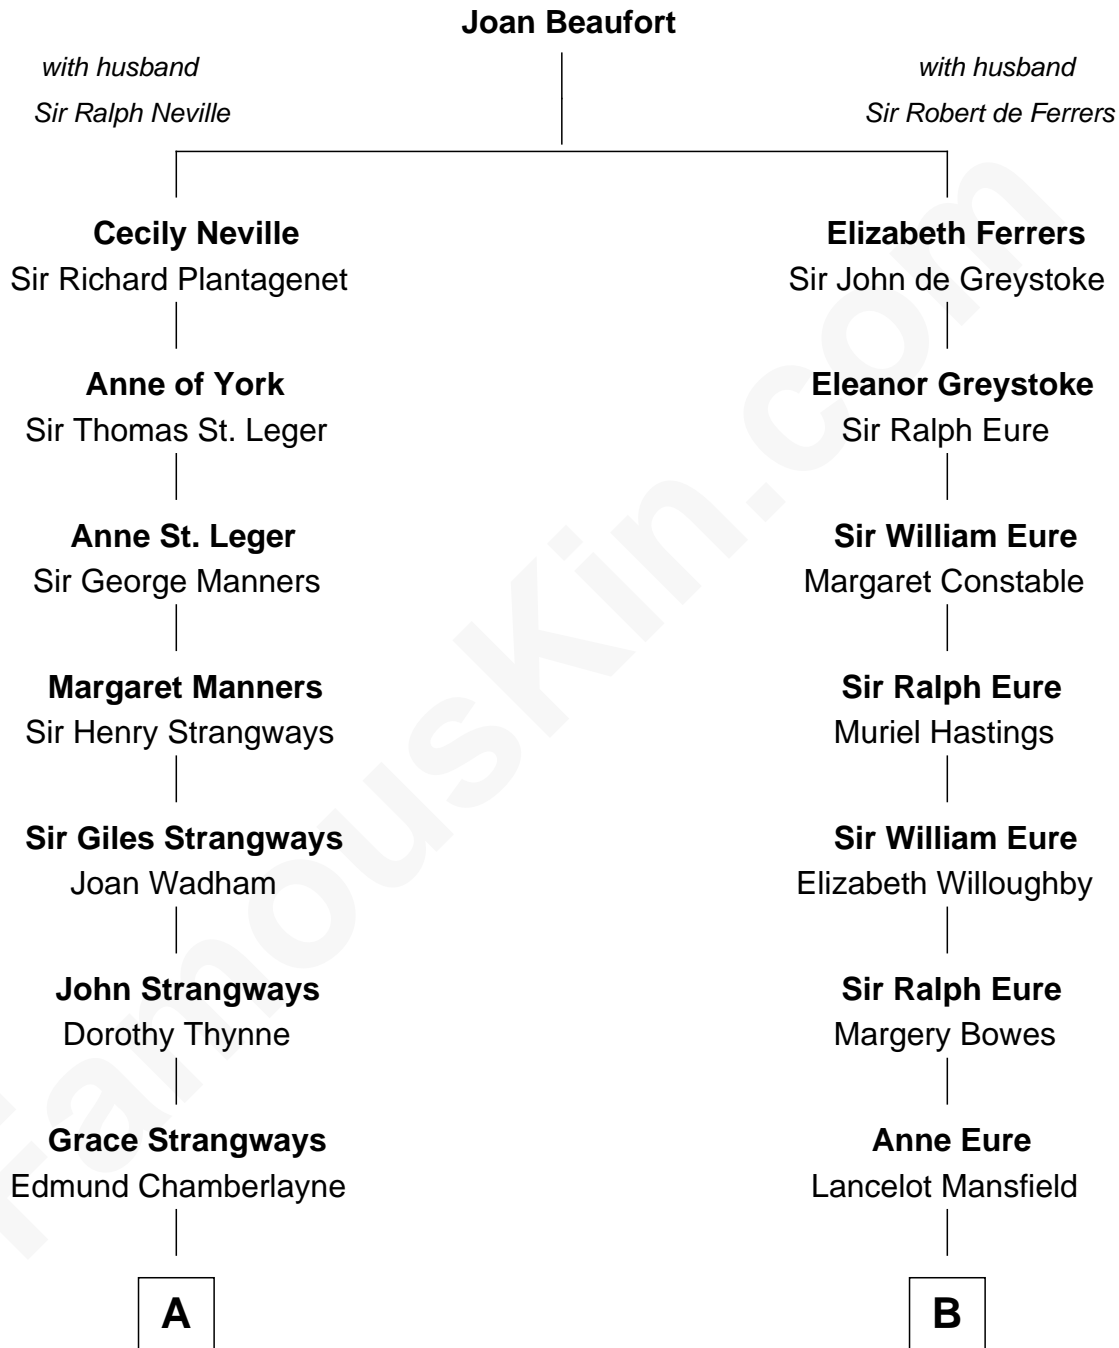 Joan Beaufort
with husband
Sir Ralph Neville
with husband
Sir Robert de Ferrers
Cecily Neville
Sir Richard Plantagenet
Anne of York
Sir Thomas St. Leger
Anne St. Leger
Sir George Manners
Margaret Manners
Sir Henry Strangways
Sir Giles Strangways
Joan Wadham
John Strangways
Dorothy Thynne
Grace Strangways
Edmund Chamberlayne
A
Elizabeth Ferrers
Sir John de Greystoke
Eleanor Greystoke
Sir Ralph Eure
Sir William Eure
Margaret Constable
Sir Ralph Eure
Muriel Hastings
Sir William Eure
Elizabeth Willoughby
Sir Ralph Eure
Margery Bowes
Anne Eure
Lancelot Mansfield
B
FamousKin.com